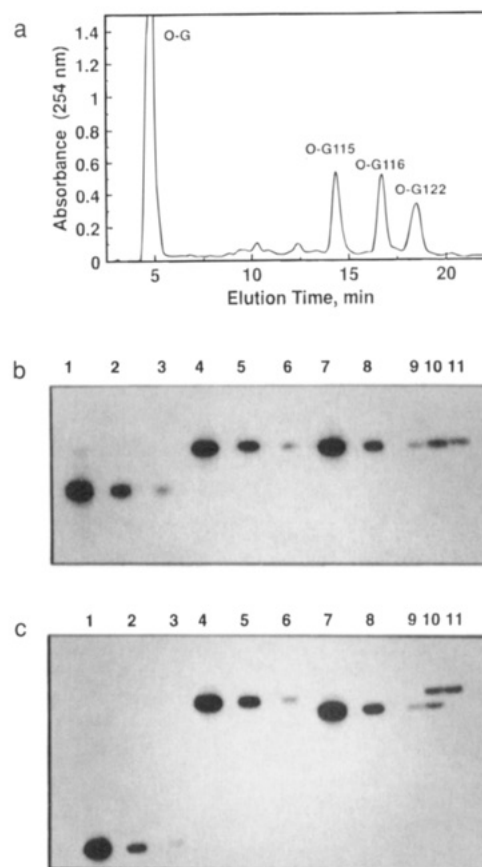 a
1.4
1.2
1
0.8
0.6
0.4
0.2
0
Absorbance (254 nm)
O-G
O-G115
O-G116
O-G122
5
10
15
20
Elution Time, min
b
1 2 3 4 5 6 7 8 9 10 11
c
1 2 3 4 5 6 7 8 9 10 11